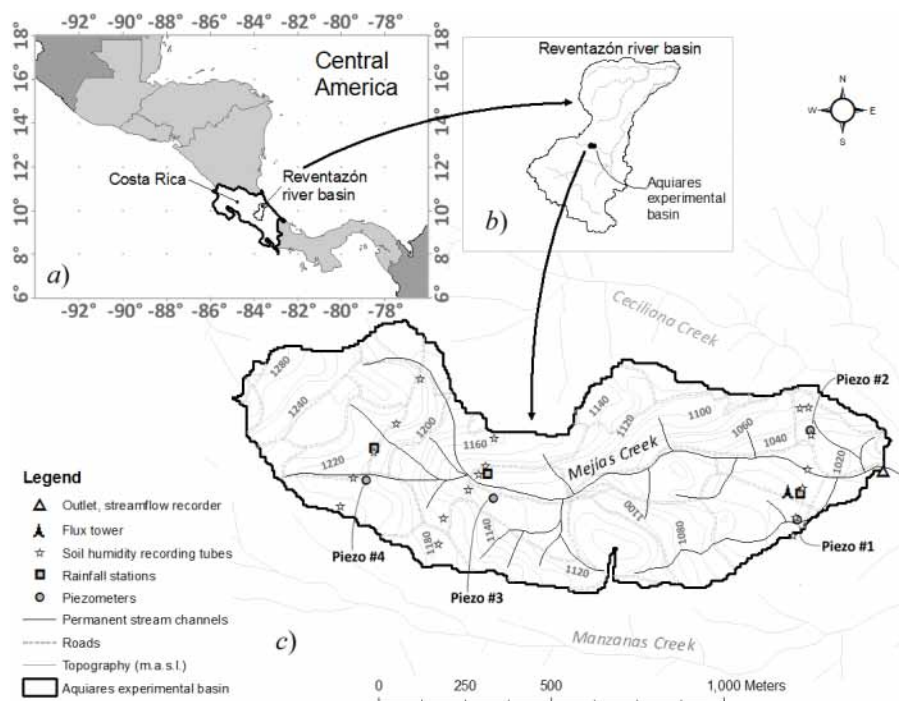 -92° -90° -88° -86° -84° -82° -80° -78°
18°
16°
14°
12°
10°
8°
6°
18°
16°
14°
12°
10°
8°
6°
Central
America
Costa Rica
Reventazón
river basin
a)
-92° -90° -88° -86° -84° -82° -80° -78°
Reventazón river basin
Aquiares
experimental
basin
b)
N
W
E
S
Ceciliana Creek
Piezo #2
1280
1240
1200
1220
1160
1140
1120
1100
1060
1040
1020
Mejias Creek
1100
1080
1180
1140
1120
Piezo #4
Piezo #3
Piezo #1
Manzanas Creek
c)
Legend
Outlet, streamflow recorder
Flux tower
Soil humidity recording tubes
Rainfall stations
Piezometers
Permanent stream channels
Roads
Topography (m.a.s.l.)
Aquiares experimental basin
0 250 500 1,000 Meters